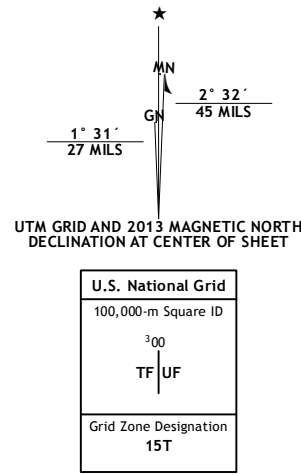 ★
MN
2° 32´
45 MILS
GN
1° 31´
27 MILS
UTM GRID AND 2013 MAGNETIC NORTH
DECLINATION AT CENTER OF SHEET
U.S. National Grid
100,000-m Square ID
³00
TF UF
Grid Zone Designation
15T